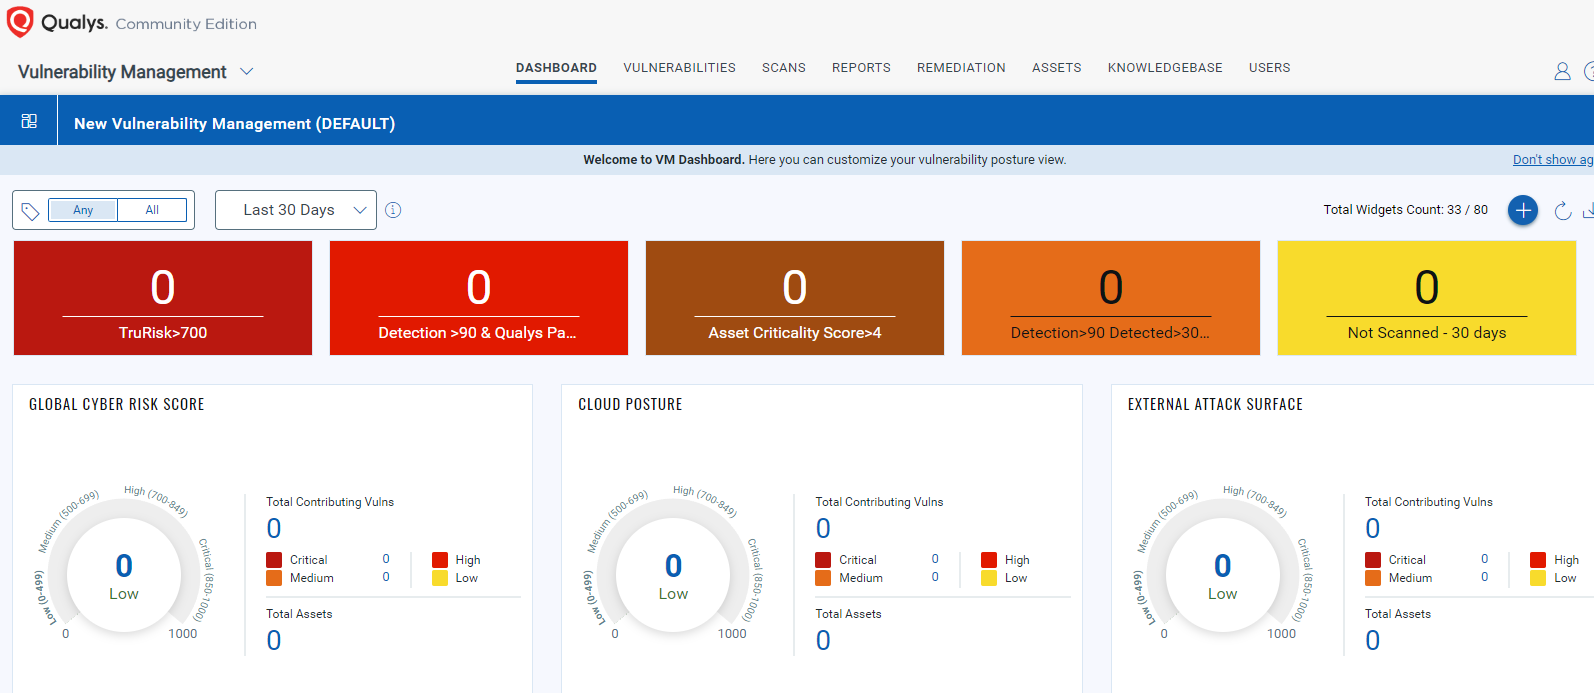 Qualys. Community Edition
Vulnerability Management
DASHBOARD VULNERABILITIES SCANS REPORTS REMEDIATION ASSETS KNOWLEDGEBASE USERS
New Vulnerability Management (DEFAULT)
Welcome to VM Dashboard. Here you can customize your vulnerability posture view.
Don't show ag
Any All
Last 30 Days
Total Widgets Count: 33 / 80
0
TruRisk>700
0
Detection >90 & Qualys Pa...
0
Asset Criticality Score>4
0
Detection>90 Detected>30...
0
Not Scanned - 30 days
GLOBAL CYBER RISK SCORE
Low (0-499)
Medium (500-699)
High (700-849)
Critical (850-1000)
0
Low
0 1000
Total Contributing Vulns
0
Critical 0 High
Medium 0 Low
Total Assets
0
CLOUD POSTURE
Low (0-499)
Medium (500-699)
High (700-849)
Critical (850-1000)
0
Low
0 1000
Total Contributing Vulns
0
Critical 0 High
Medium 0 Low
Total Assets
0
EXTERNAL ATTACK SURFACE
Low (0-499)
Medium (500-699)
High (700-849)
Critical (850-1000)
0
Low
0 1000
Total Contributing Vulns
0
Critical 0 High
Medium 0 Low
Total Assets
0